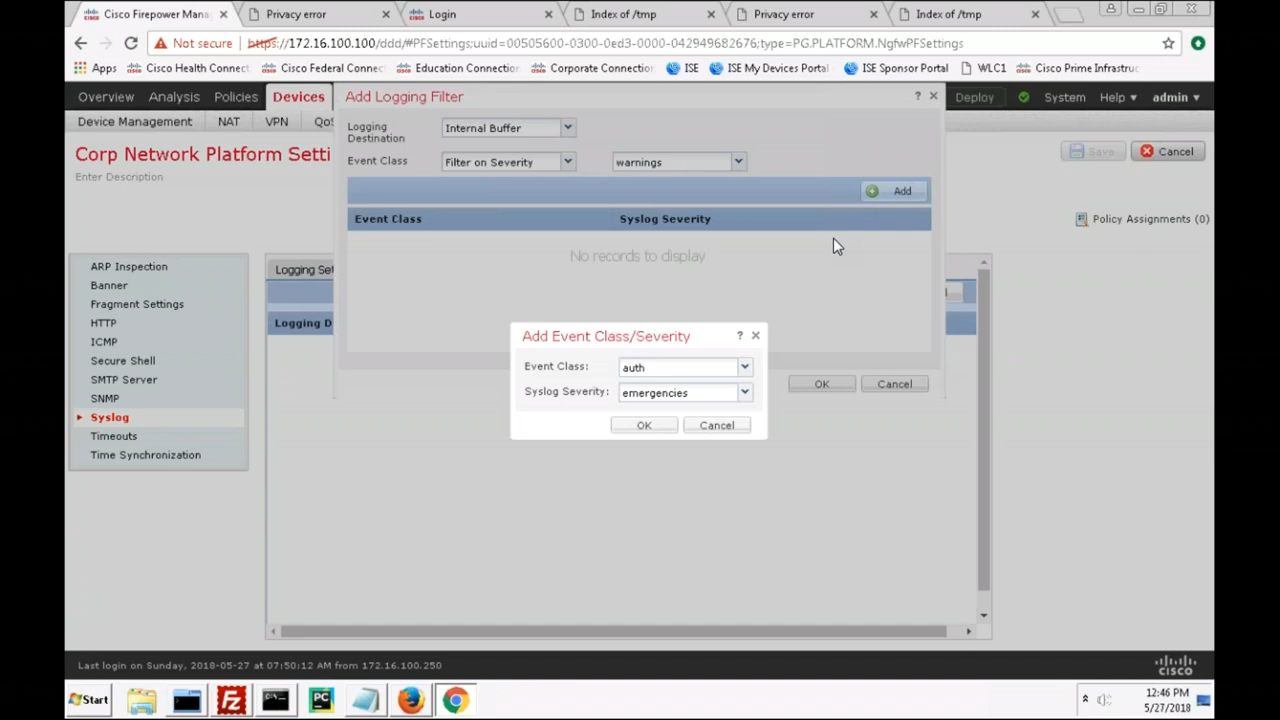 Cisco Firepower Mana
Privacy error
Login
Index of /tmp
Privacy error
Index of /tmp
Not secure
https://172.16.100.100/ddd/#PFSettings;uuid=00505600-0300-0ed3-0000-042949682676;type=PG.PLATFORM.NgfwPFSettings
Apps
Cisco Health Connect
Cisco Federal Connec
Education Connection
Corporate Connection
ISE
ISE My Devices Portal
ISE Sponsor Portal
WLC1
Cisco Prime Infrastruc
Overview
Analysis
Policies
Devices
Add Logging Filter
?
Deploy
System
Help
admin
Device Management
NAT
VPN
QoS
Logging
Destination
Internal Buffer
Corp Network Platform Setti
Enter Description
Save
Cancel
Event Class
Filter on Severity
warnings
Add
Event Class
Syslog Severity
No records to display
Policy Assignments (0)
ARP Inspection
Banner
Fragment Settings
HTTP
ICMP
Secure Shell
SMTP Server
SNMP
Syslog
Timeouts
Time Synchronization
Logging Set
Logging D
Add Event Class/Severity
?
Event Class:
auth
Syslog Severity:
emergencies
OK
Cancel
OK
Cancel
Last login on Sunday, 2018-05-27 at 07:50:12 AM from 172.16.100.250
CISCO
Start
PC
12:46 PM
5/27/2018